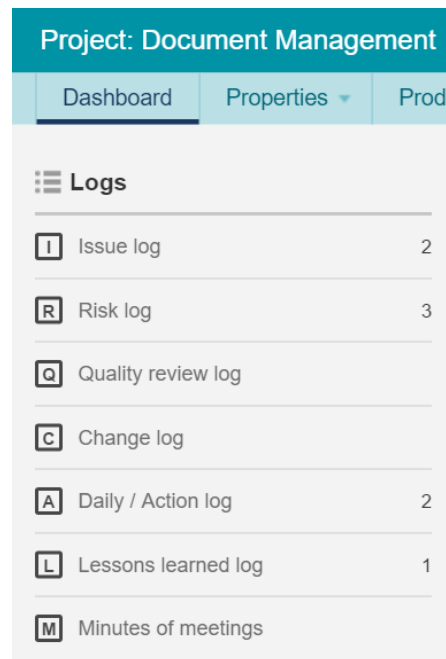 Project: Document Management
Dashboard Properties Prod
Logs
I Issue log 2
R Risk log 3
Q Quality review log
C Change log
A Daily / Action log 2
L Lessons learned log 1
M Minutes of meetings